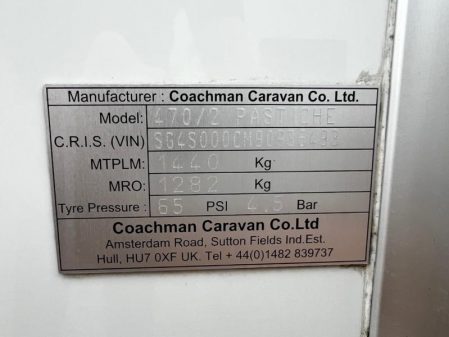 Manufacturer : Coachman Caravan Co. Ltd.
Model: 470/2 PASTICHE
C.R.I.S. (VIN)
MTPLM: 1440 Kg
MRO: 1282 Kg
Tyre Pressure : 65 PSI 4.5 Bar
Coachman Caravan Co.Ltd
Amsterdam Road, Sutton Fields Ind.Est.
Hull, HU7 0XF UK. Tel + 44(0)1482 839737